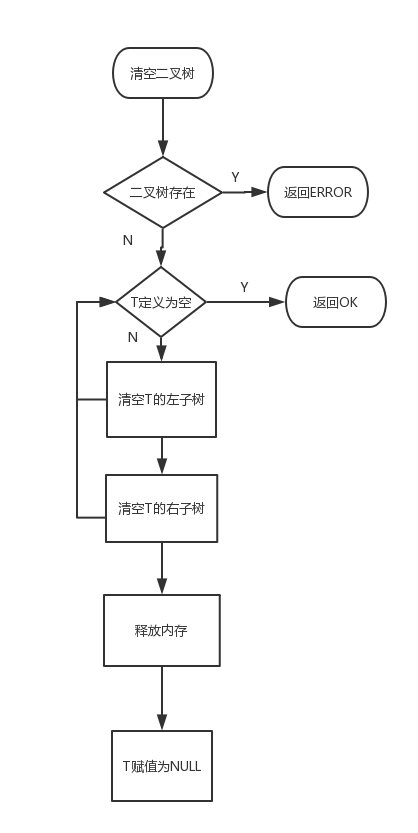 清空二叉树
二叉树存在
Y
返回ERROR
N
T定义为空
Y
返回OK
N
清空T的左子树
清空T的右子树
释放内存
T赋值为NULL